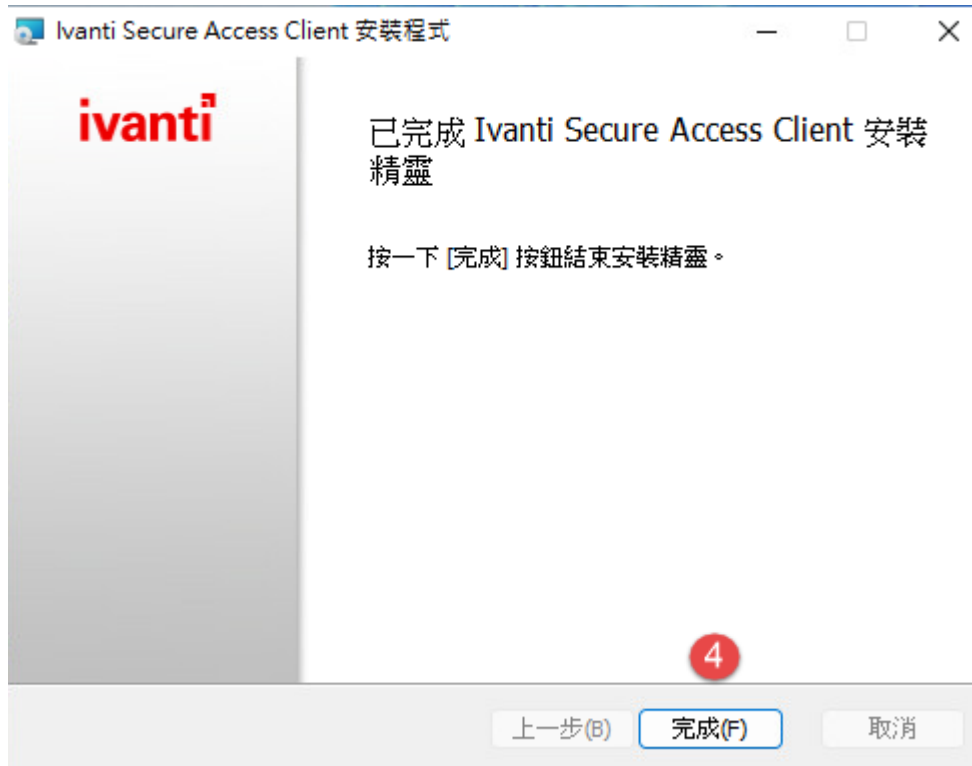 Ivanti Secure Access Client 安裝程式
ivanti
已完成 Ivanti Secure Access Client 安裝
精靈
按一下 [完成] 按鈕結束安裝精靈。
4
上一步(B) 完成(F) 取消